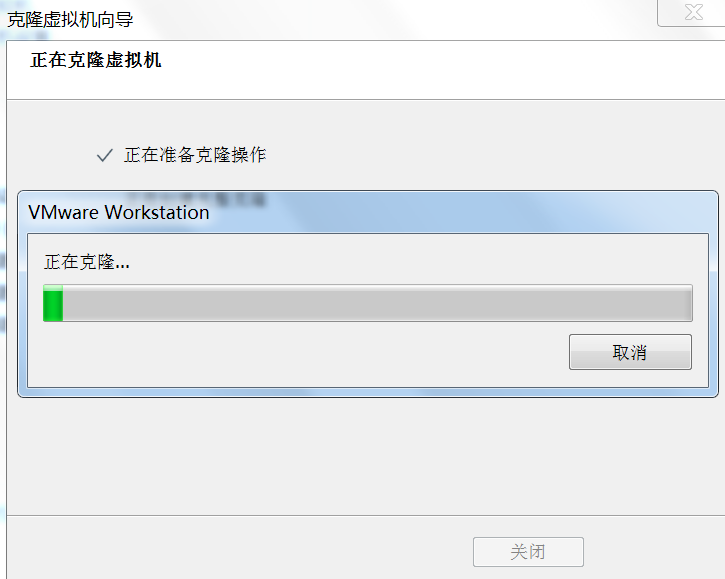 克隆虚拟机向导
正在克隆虚拟机
正在准备克隆操作
VMware Workstation
正在克隆...
取消
关闭